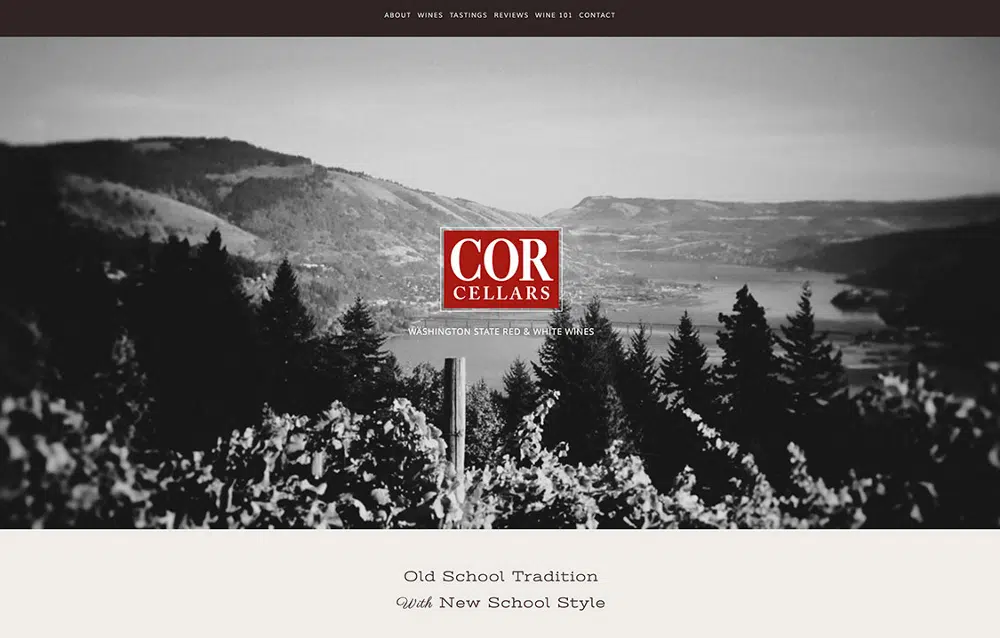 ABOUT WINES TASTINGS REVIEWS WINE 101 CONTACT
COR
CELLARS
WASHINGTON STATE RED & WHITE WINES
Old School Tradition
With New School Style